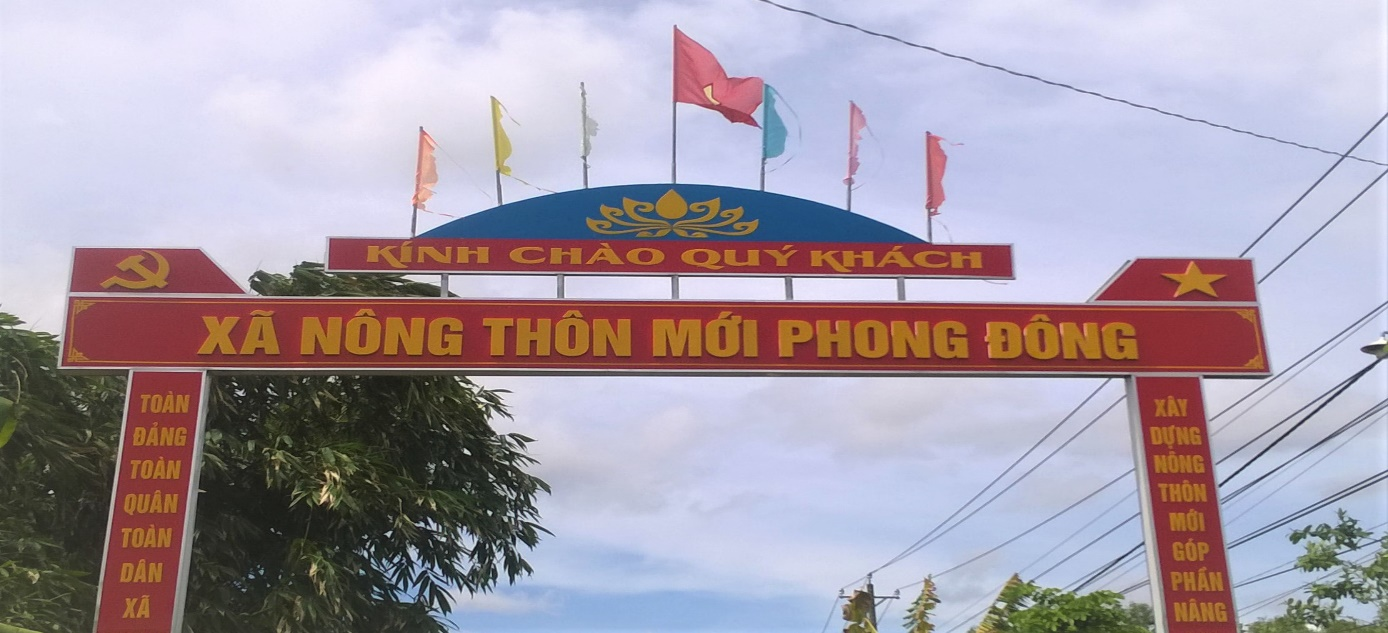 KÍNH CHÀO QUÝ KHÁCH
XÃ NÔNG THÔN MỚI PHONG ĐÔNG
TOÀN
ĐẢNG
TOÀN
QUÂN
TOÀN
DÂN
XÃ
XÂY
DỰNG
NÔNG
THÔN
MỚI
GÓP
PHẦN
NÂNG